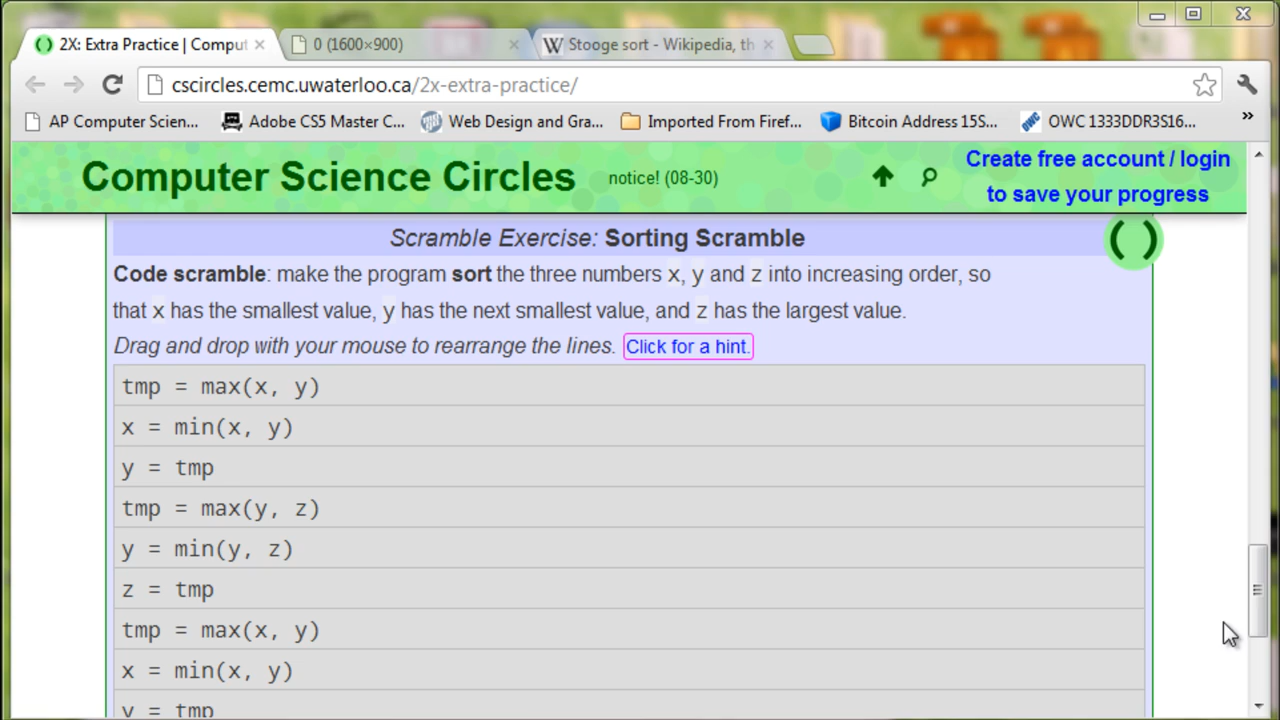 2X: Extra Practice | Comput
0 (1600×900)
Stooge sort - Wikipedia, th
cscircles.cemc.uwaterloo.ca/2x-extra-practice/
AP Computer Scien...
Adobe CS5 Master C...
Web Design and Gra...
Imported From Firef...
Bitcoin Address 15S...
OWC 1333DDR3S16...
»
Computer Science Circles
notice! (08-30)
Create free account / login
to save your progress
Scramble Exercise: Sorting Scramble
Code scramble: make the program sort the three numbers x, y and z into increasing order, so
that x has the smallest value, y has the next smallest value, and z has the largest value.
Drag and drop with your mouse to rearrange the lines. Click for a hint.
tmp = max(x, y)
x = min(x, y)
y = tmp
tmp = max(y, z)
y = min(y, z)
z = tmp
tmp = max(x, y)
x = min(x, y)
y = tmp